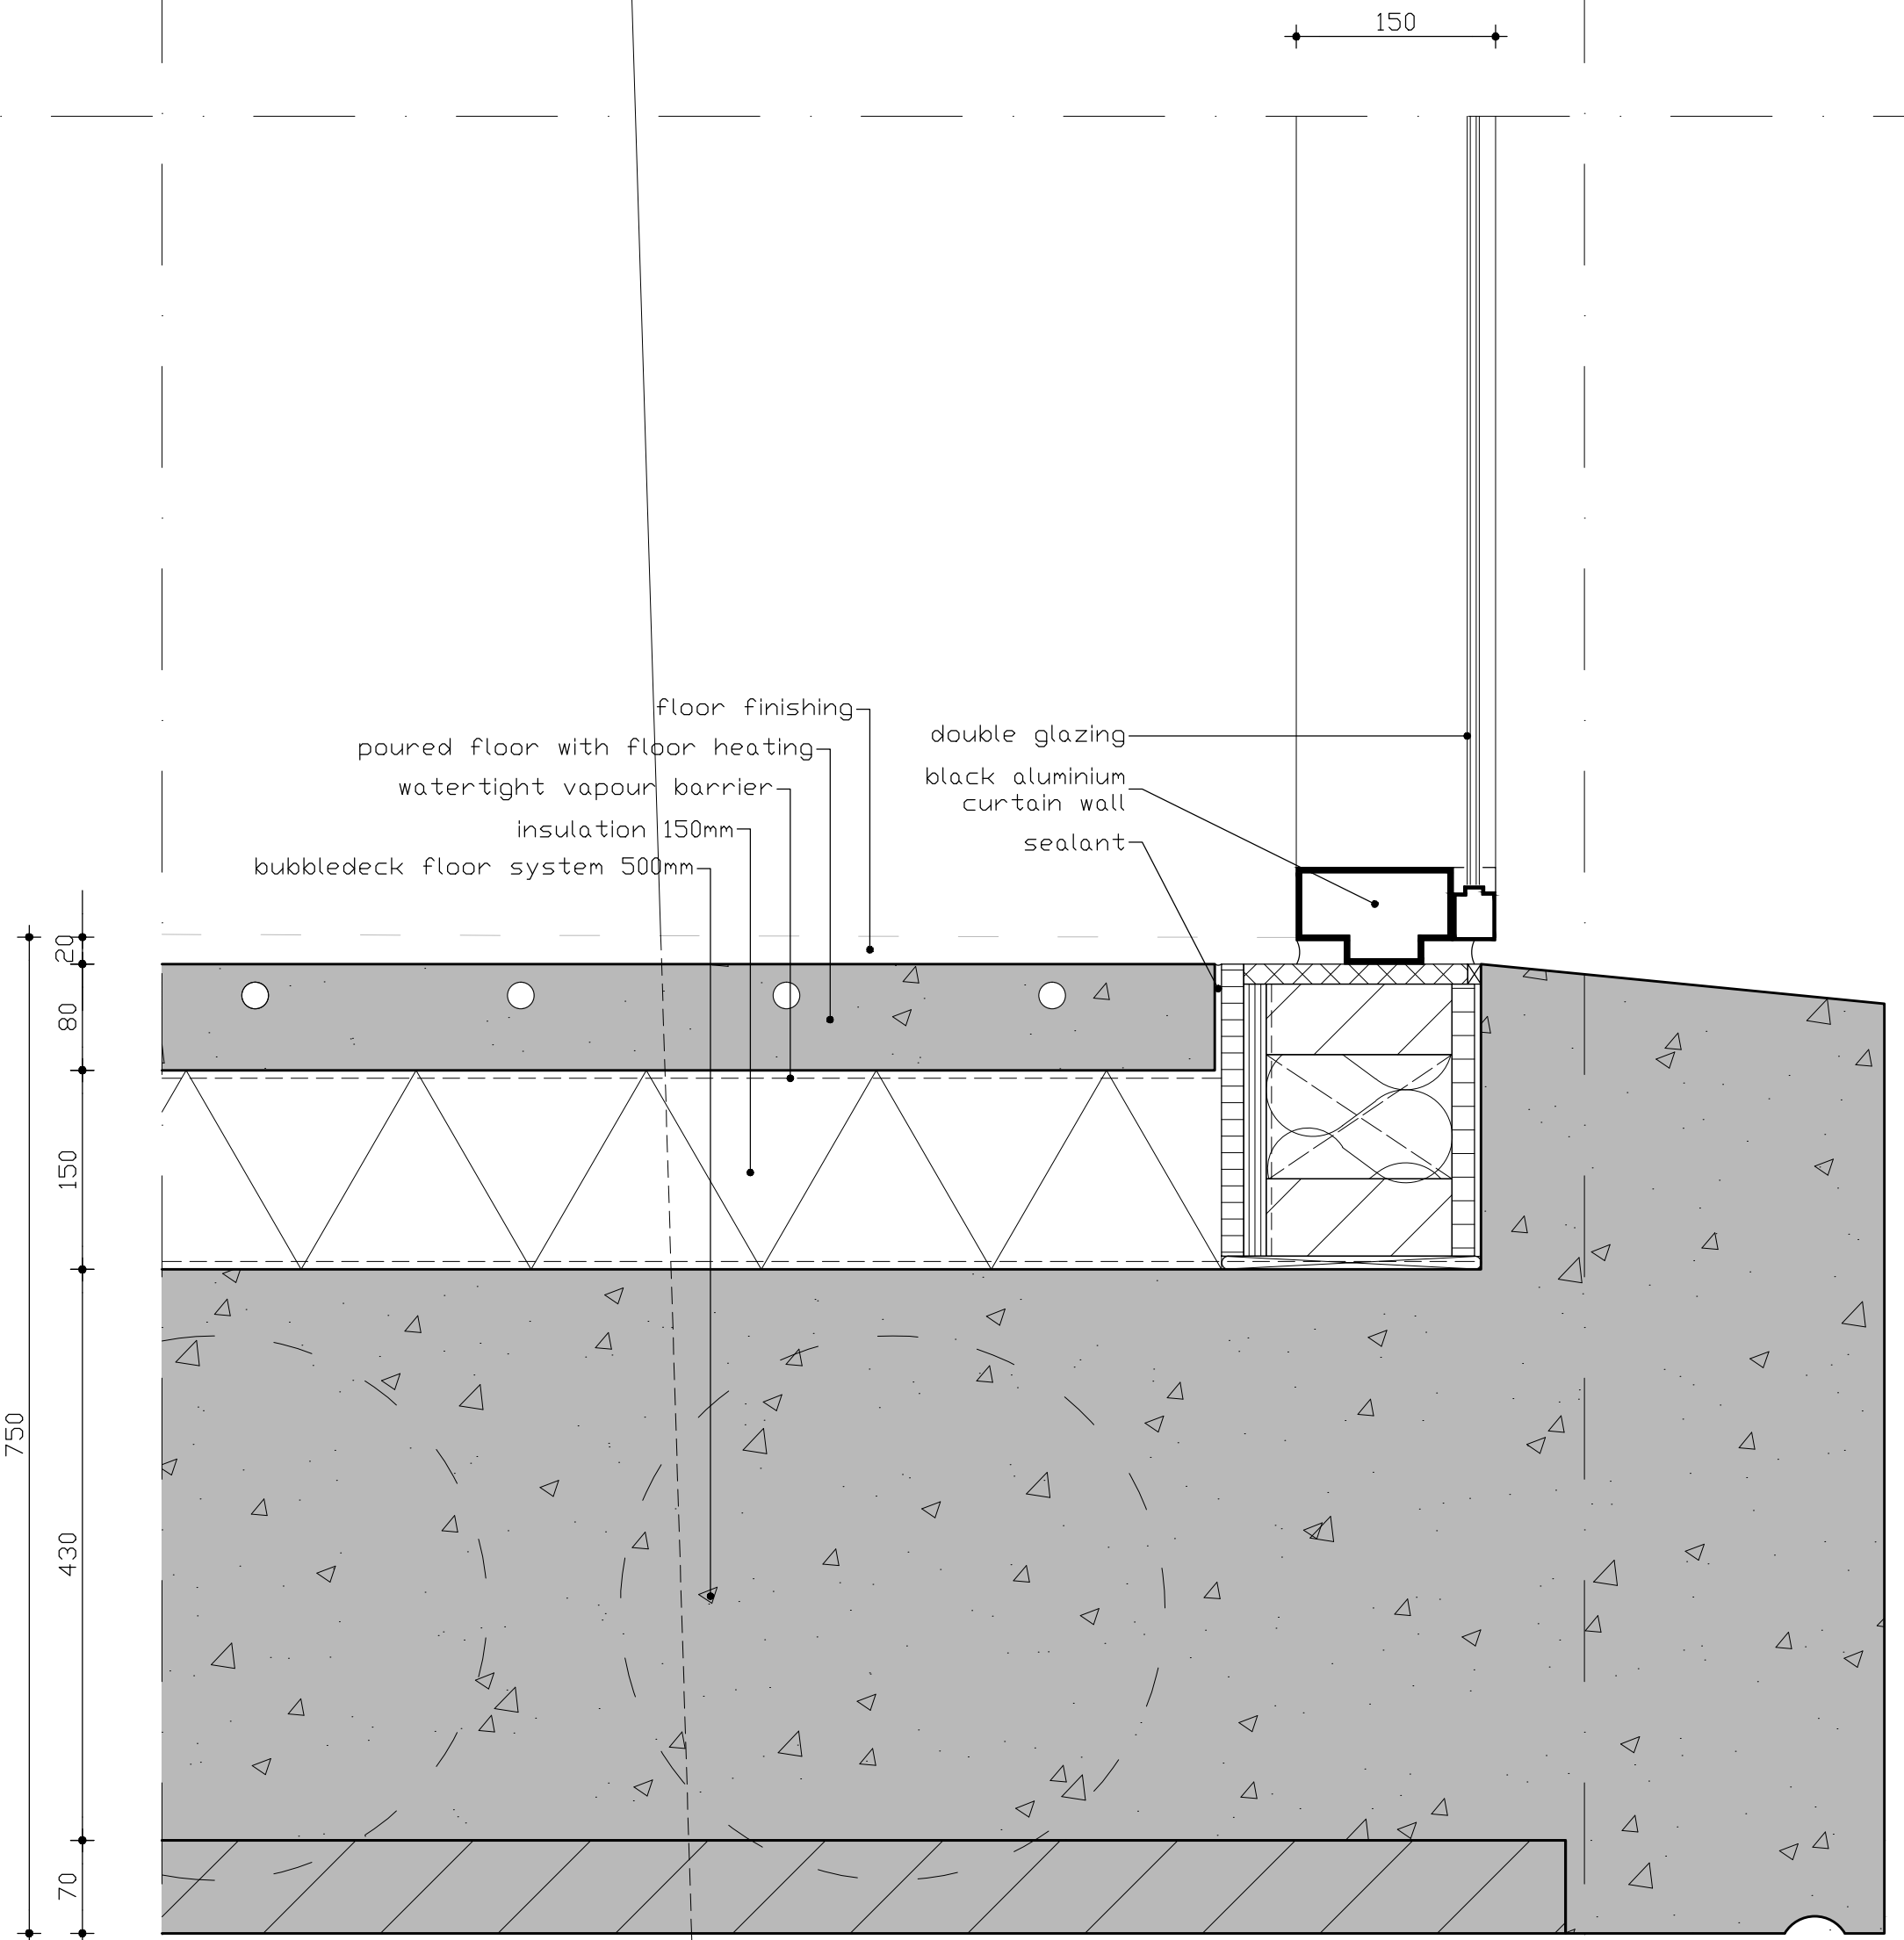 150
floor finishing
poured floor with floor heating
watertight vapour barrier
insulation 150mm
bubbledeck floor system 500mm
double glazing
black aluminium
curtain wall
sealant
20
80
150
430
70
750